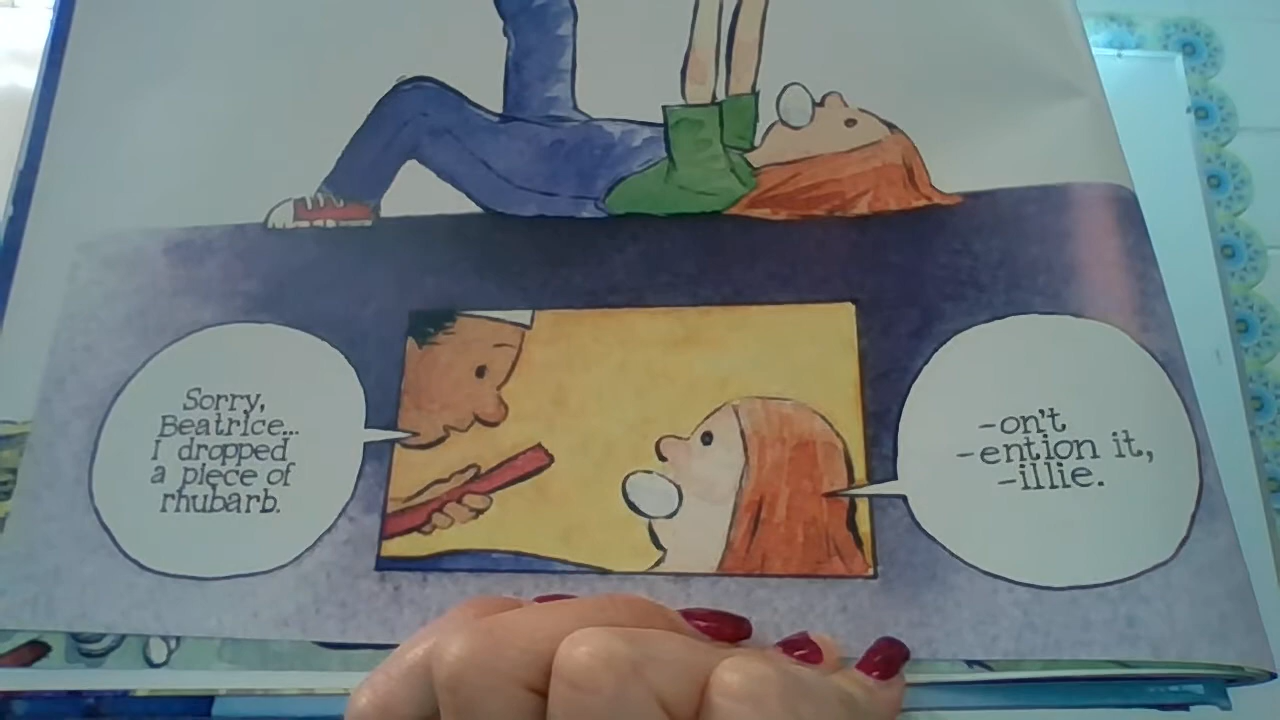 Sorry,
Beatrice...
I dropped
a piece of
rhubarb.
-on't
-ention it,
-illie.